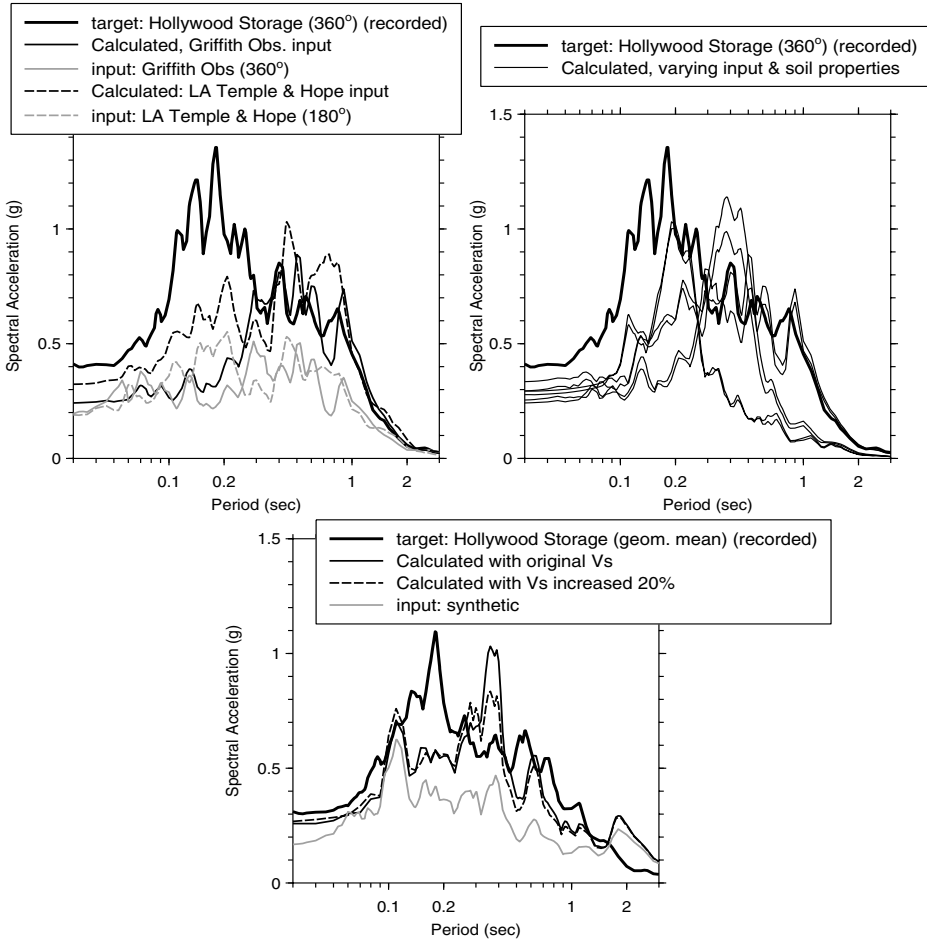 target: Hollywood Storage (360°) (recorded)
Calculated, Griffith Obs. input
input: Griffith Obs (360°)
Calculated: LA Temple & Hope input
input: LA Temple & Hope (180°)
1
0.5
0
Spectral Acceleration (g)
0.1 0.2 1 2
Period (sec)
target: Hollywood Storage (360°) (recorded)
Calculated, varying input & soil properties
1.5
1
0.5
0
Spectral Acceleration (g)
0.1 0.2 1 2
Period (sec)
target: Hollywood Storage (geom. mean) (recorded)
Calculated with original Vs
Calculated with Vs increased 20%
input: synthetic
1.5
1
0.5
0
Spectral Acceleration (g)
0.1 0.2 1 2
Period (sec)